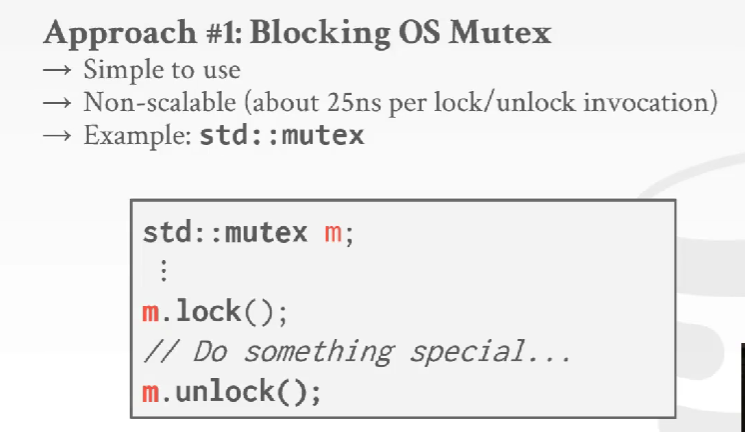 Approach #1: Blocking OS Mutex
→ Simple to use
→ Non-scalable (about 25ns per lock/unlock invocation)
→ Example: std::mutex
std::mutex m;
⋮
m.lock();
// Do something special...
m.unlock();